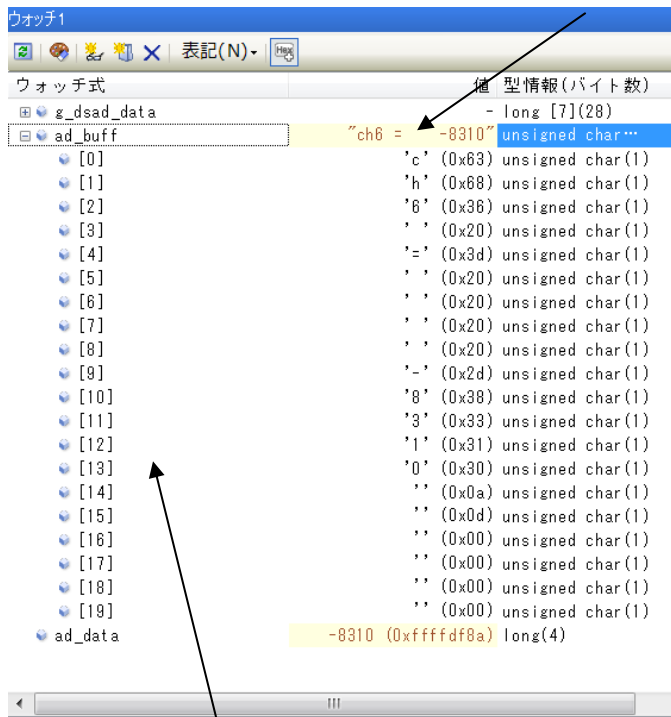 ウォッチ1
表記(N) Hex
ウォッチ式 値 型情報(バイト数)
g_dsad_data - long [7](28)
ad_buff "ch6 =    -8310" unsigned char…
[0] 'c' (0x63) unsigned char(1)
[1] 'h' (0x68) unsigned char(1)
[2] '6' (0x36) unsigned char(1)
[3] ' ' (0x20) unsigned char(1)
[4] '=' (0x3d) unsigned char(1)
[5] ' ' (0x20) unsigned char(1)
[6] ' ' (0x20) unsigned char(1)
[7] ' ' (0x20) unsigned char(1)
[8] ' ' (0x20) unsigned char(1)
[9] '-' (0x2d) unsigned char(1)
[10] '8' (0x38) unsigned char(1)
[11] '3' (0x33) unsigned char(1)
[12] '1' (0x31) unsigned char(1)
[13] '0' (0x30) unsigned char(1)
[14] '' (0x0a) unsigned char(1)
[15] '' (0x0d) unsigned char(1)
[16] '' (0x00) unsigned char(1)
[17] '' (0x00) unsigned char(1)
[18] '' (0x00) unsigned char(1)
[19] '' (0x00) unsigned char(1)
ad_data -8310 (0xffffdf8a) long(4)